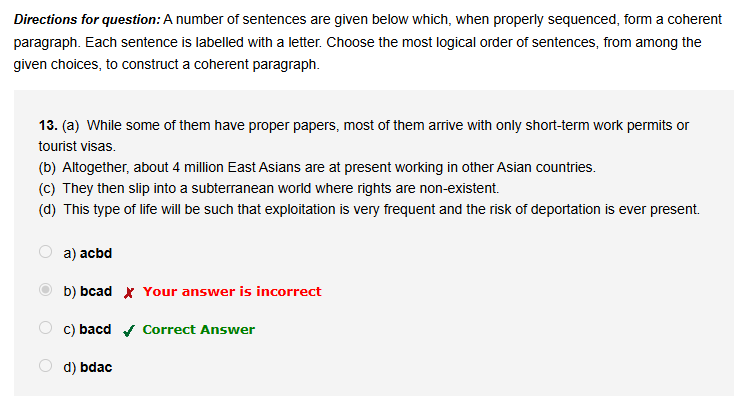 Directions for question: A number of sentences are given below which, when properly sequenced, form a coherent
paragraph. Each sentence is labelled with a letter. Choose the most logical order of sentences, from among the
given choices, to construct a coherent paragraph.
13. (a) While some of them have proper papers, most of them arrive with only short-term work permits or
tourist visas.
(b) Altogether, about 4 million East Asians are at present working in other Asian countries.
(c) They then slip into a subterranean world where rights are non-existent.
(d) This type of life will be such that exploitation is very frequent and the risk of deportation is ever present.
a) acbd
b) bcad ✗ Your answer is incorrect
c) bacd ✓ Correct Answer
d) bdac